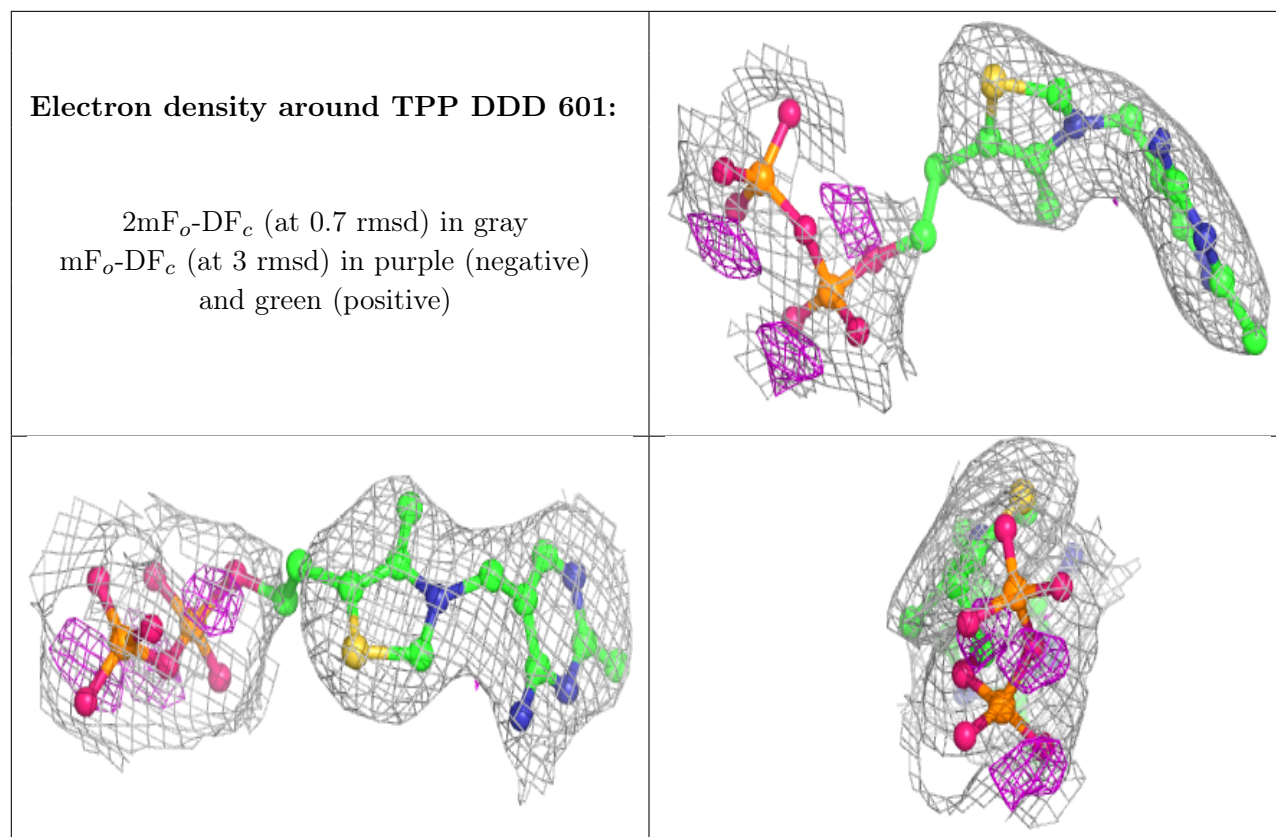 Electron density around TPP DDD 601:
2mFₒ-DF𝒸 (at 0.7 rmsd) in gray
mFₒ-DF𝒸 (at 3 rmsd) in purple (negative)
and green (positive)